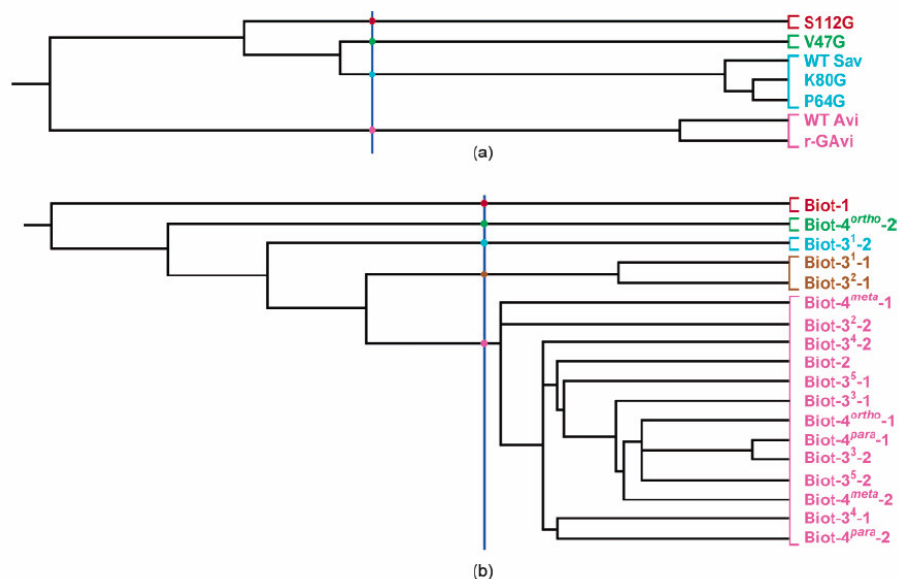 S112G
V47G
WT Sav
K80G
P64G
WT Avi
r-GAvi
(a)
Biot-1
Biot-4ortho-2
Biot-3¹-2
Biot-3¹-1
Biot-3²-1
Biot-4meta-1
Biot-3²-2
Biot-3⁴-2
Biot-2
Biot-3⁵-1
Biot-3³-1
Biot-4ortho-1
Biot-4para-1
Biot-3³-2
Biot-3⁵-2
Biot-4meta-2
Biot-3⁴-1
Biot-4para-2
(b)